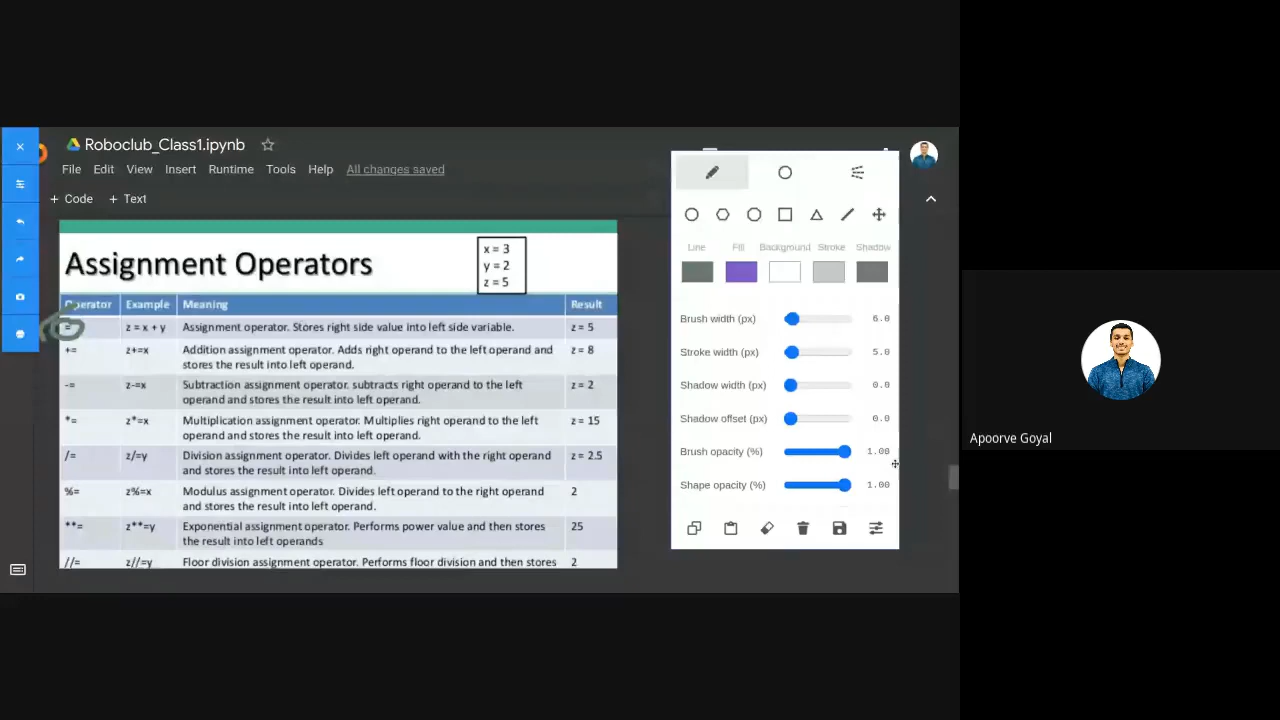 Roboclub_Class1.ipynb
File Edit View Insert Runtime Tools Help All changes saved
+ Code + Text
Assignment Operators
x = 3
y = 2
z = 5
Operator Example Meaning Result
= z = x + y Assignment operator. Stores right side value into left side variable. z = 5
+= z+=x Addition assignment operator. Adds right operand to the left operand and z = 8
stores the result into left operand.
-= z-=x Subtraction assignment operator. subtracts right operand to the left z = 2
operand and stores the result into left operand.
*= z*=x Multiplication assignment operator. Multiplies right operand to the left z = 15
operand and stores the result into left operand.
/= z/=y Division assignment operator. Divides left operand with the right operand z = 2.5
and stores the result into left operand.
%= z%=x Modulus assignment operator. Divides left operand to the right operand 2
and stores the result into left operand.
**= z**=y Exponential assignment operator. Performs power value and then stores 25
the result into left operands
//= z//=y Floor division assignment operator. Performs floor division and then stores 2
Line Fill Background Stroke Shadow
Brush width (px) 6.0
Stroke width (px) 5.0
Shadow width (px) 0.0
Shadow offset (px) 0.0
Brush opacity (%) 1.00
Shape opacity (%) 1.00
Apoorve Goyal